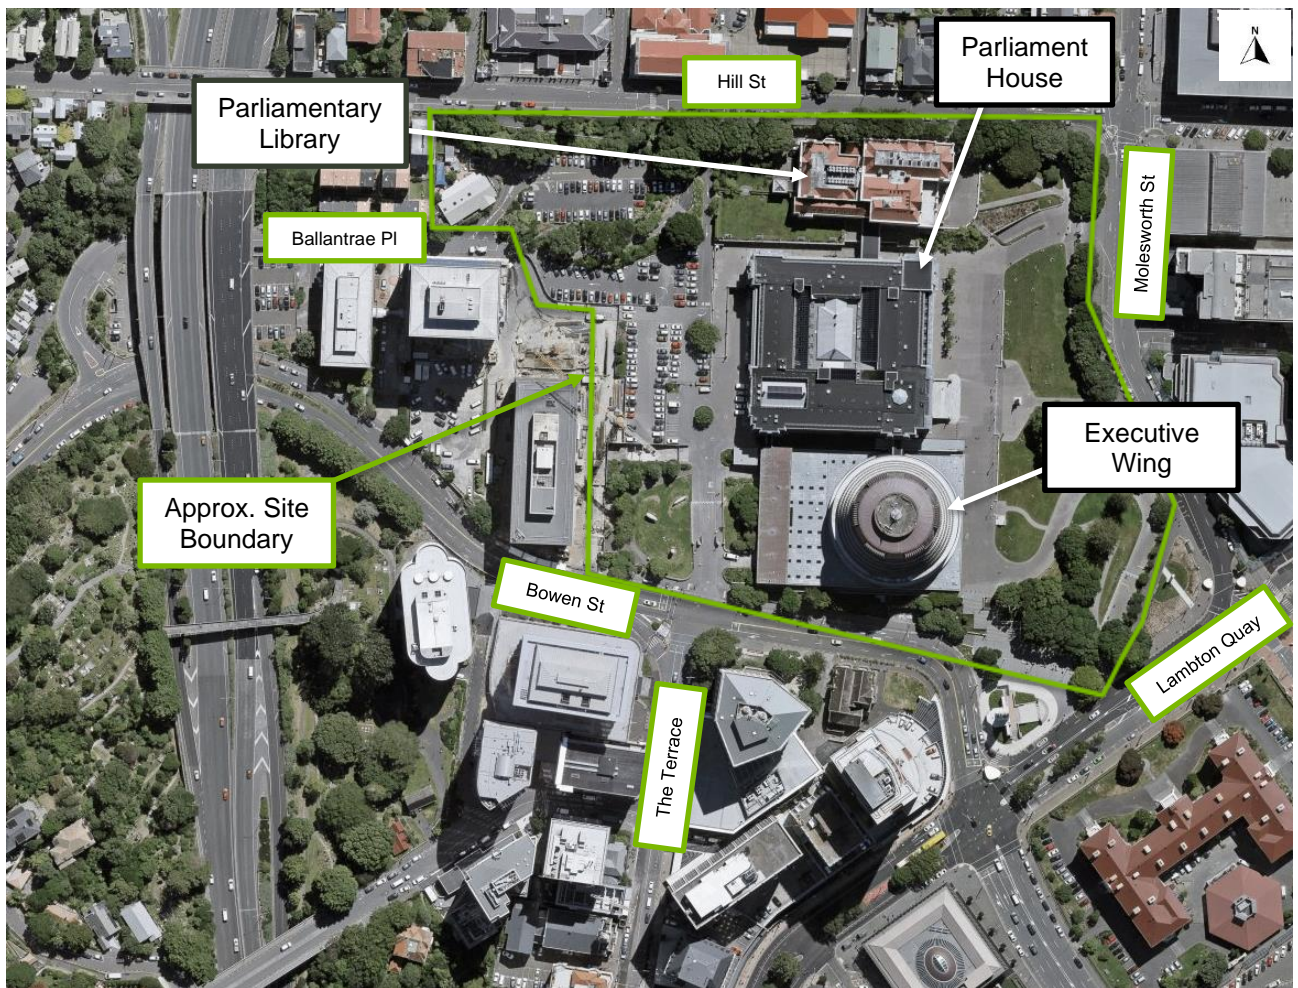 N
Hill St
Parliament
House
Parliamentary
Library
Molesworth St
Ballantrae Pl
Executive
Wing
Approx. Site
Boundary
Bowen St
Lambton Quay
The Terrace